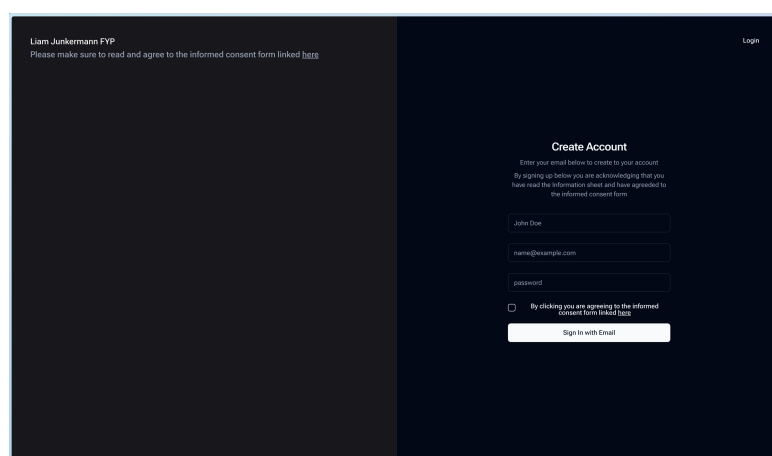 Liam Junkermann FYP
Please make sure to read and agree to the informed consent form linked here
Login
Create Account
Enter your email below to create to your account
By signing up below you are acknowledging that you
have read the Information sheet and have agreeded to
the informed consent form
John Doe
name@example.com
password
By clicking you are agreeing to the informed
consent form linked here
Sign In with Email